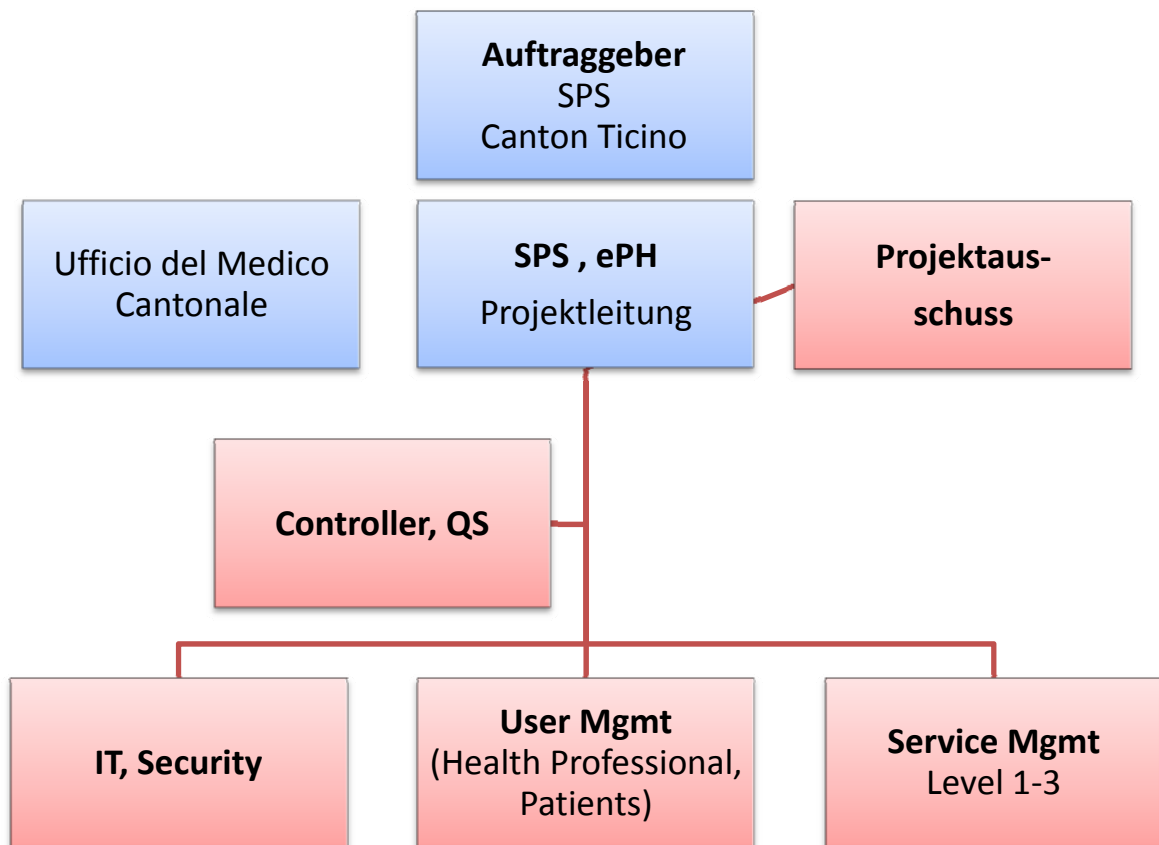 Auftraggeber
SPS
Canton Ticino
Ufficio del Medico
Cantonale
SPS , ePH
Projektleitung
Projektaus-
schuss
Controller, QS
IT, Security
User Mgmt
(Health Professional,
Patients)
Service Mgmt
Level 1-3